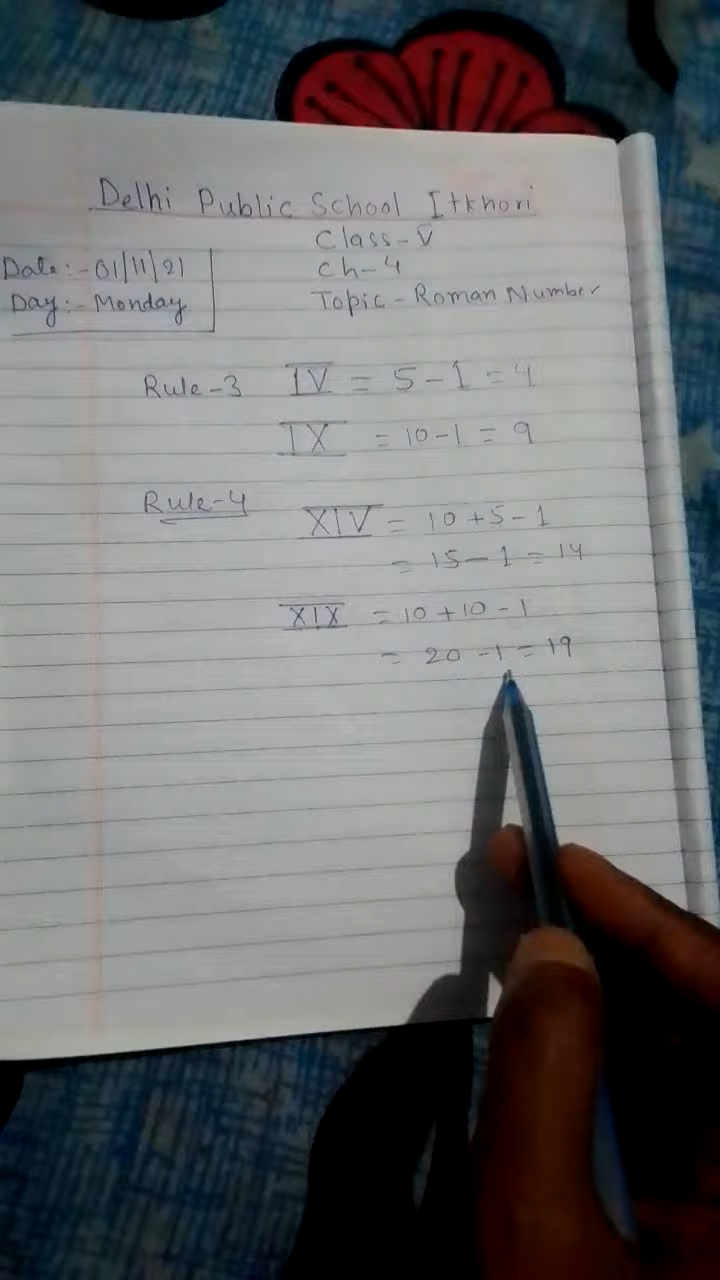 Delhi Public School Itkhori
Class-V
Date:-01/11/21
Ch-4
Day:-Monday
Topic-Roman Number
Rule-3 IV = 5-1=4
IX =10-1=9
Rule-4
XIV = 10+5-1
= 15-1=14
XIX =10+10-1
= 20-1=19